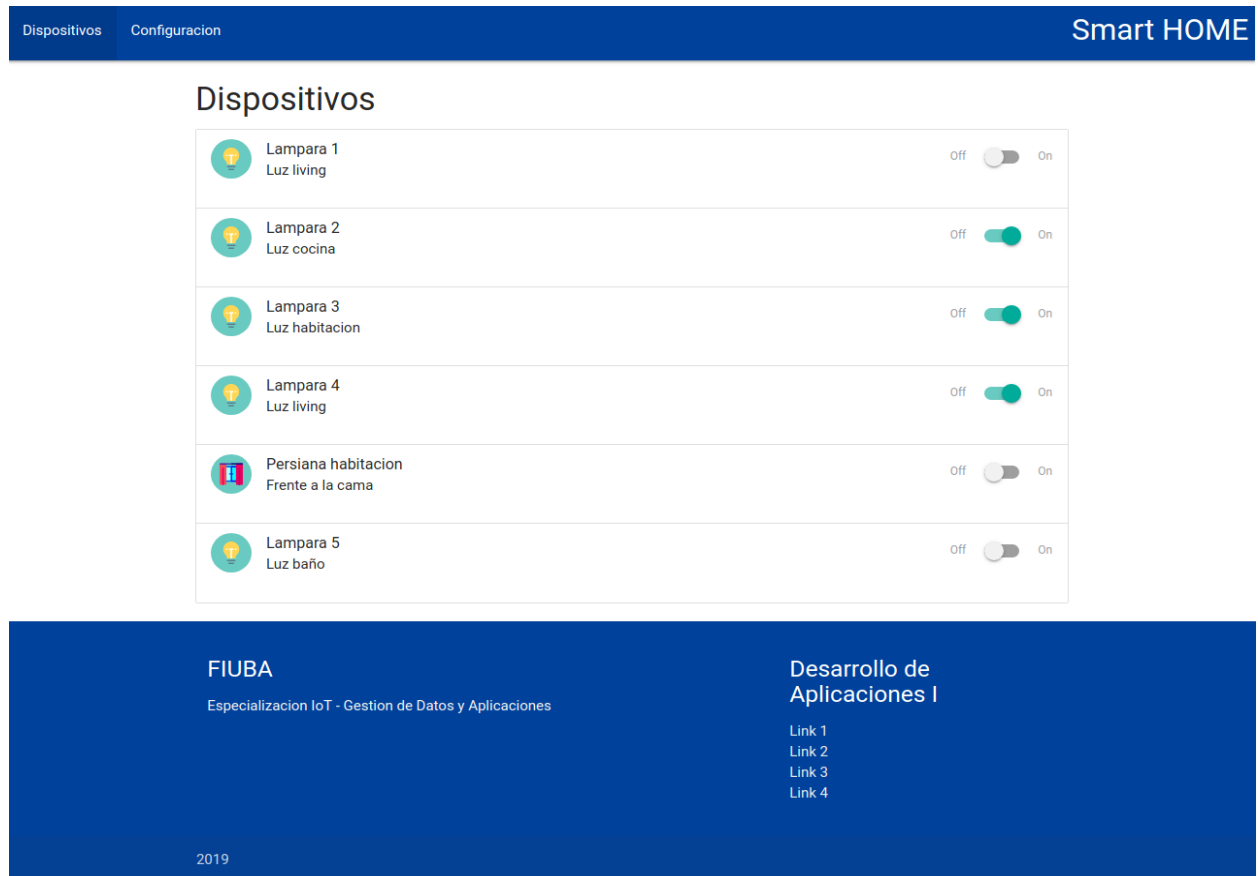 Dispositivos
Configuracion
Smart HOME
Dispositivos
Lampara 1
Luz living
Off
On
Lampara 2
Luz cocina
Off
On
Lampara 3
Luz habitacion
Off
On
Lampara 4
Luz living
Off
On
Persiana habitacion
Frente a la cama
Off
On
Lampara 5
Luz baño
Off
On
FIUBA
Especializacion IoT - Gestion de Datos y Aplicaciones
Desarrollo de
Aplicaciones I
Link 1
Link 2
Link 3
Link 4
2019